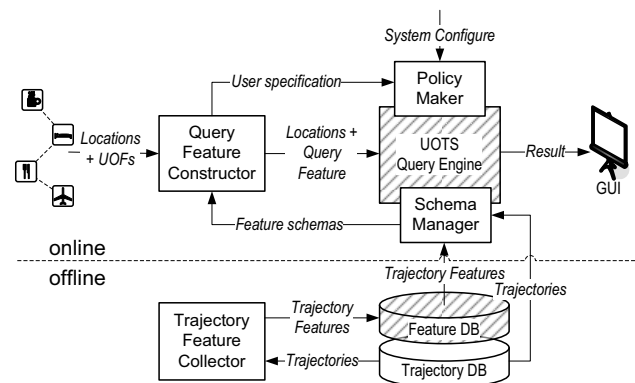 System Configure
User specification
Policy
Maker
Locations
+ UOFs
Query
Feature
Constructor
Locations +
Query
Feature
UOTS
Query Engine
Result
GUI
Feature schemas
Schema
Manager
online
offline
Trajectory Features
Trajectories
Trajectory
Feature
Collector
Trajectory
Features
Feature DB
Trajectories
Trajectory DB